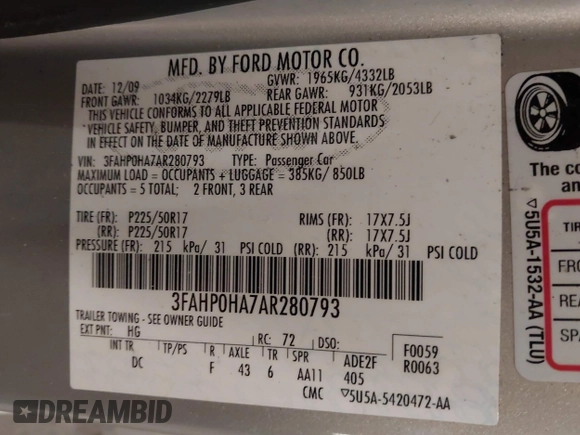 MFD. BY FORD MOTOR CO.
DATE: 12/09 GVWR: 1965KG/4332LB
FRONT GAWR: 1034KG/2279LB REAR GAWR: 931KG/2053LB
THIS VEHICLE CONFORMS TO ALL APPLICABLE FEDERAL MOTOR
VEHICLE SAFETY, BUMPER, AND THEFT PREVENTION STANDARDS
IN EFFECT ON THE DATE OF MANUFACTURE SHOWN ABOVE.
VIN: 3FAHP0HA7AR280793 TYPE: Passenger Car
MAXIMUM LOAD = OCCUPANTS + LUGGAGE = 385KG/ 850LB
OCCUPANTS = 5 TOTAL; 2 FRONT, 3 REAR
TIRE (FR): P225/50R17 RIMS (FR): 17X7.5J
(RR): P225/50R17 (RR): 17X7.5J
PRESSURE (FR): 215 kPa/ 31 PSI COLD (RR): 215 kPa/ 31 PSI COLD
3FAHP0HA7AR280793
TRAILER TOWING - SEE OWNER GUIDE
EXT PNT: HG RC: 72 DSO: F0059
INT TR TP/PS R AXLE TR SPR ADE2F R0063
DC F 43 6 AA11 405
CMC ▽5U5A-5420472-AA
The co
an
▽5U5A-1532-AA (TLU)
TIR
FRO
REA
SPA
DREAMBID